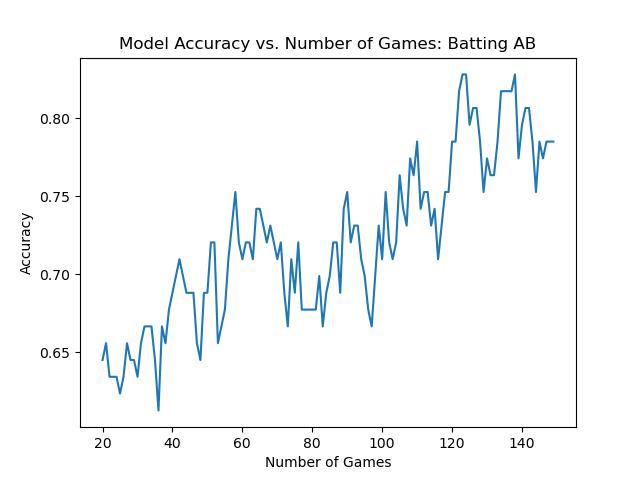 Model Accuracy vs. Number of Games: Batting AB
0.80
0.75
0.70
0.65
Accuracy
20 40 60 80 100 120 140
Number of Games